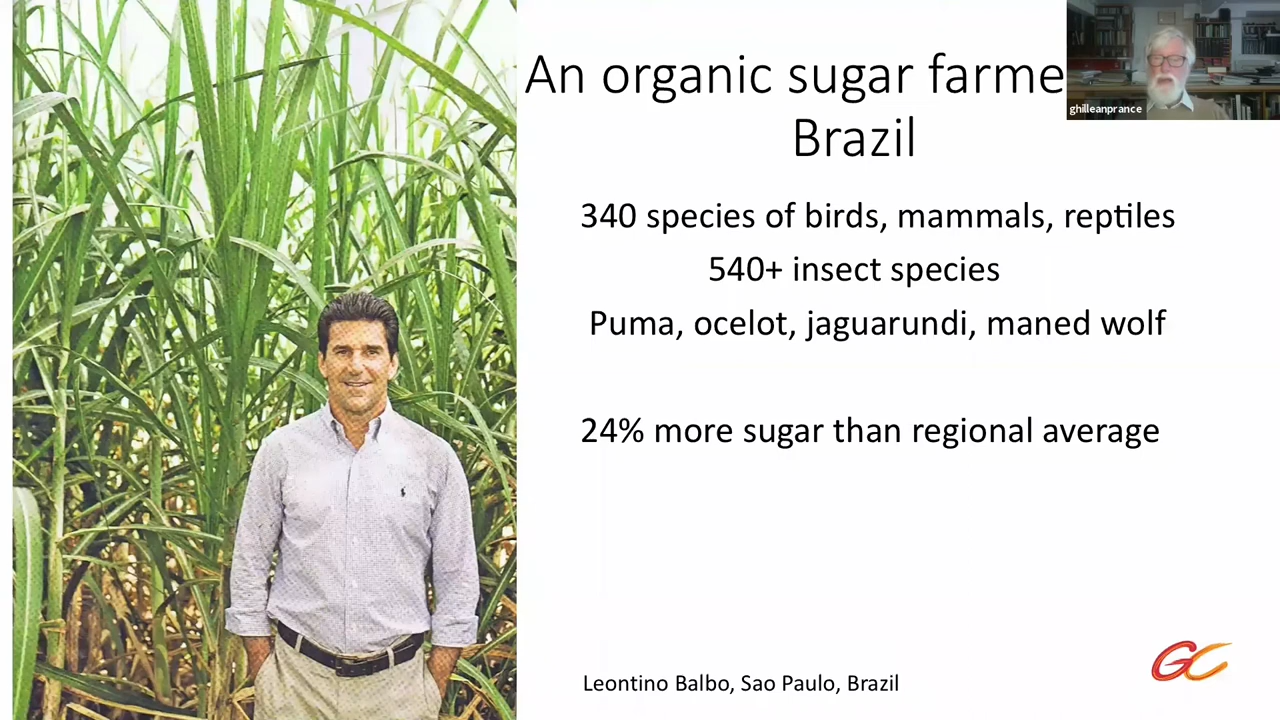 An organic sugar farme
Brazil
ghilleanprance
340 species of birds, mammals, reptiles
540+ insect species
Puma, ocelot, jaguarundi, maned wolf
24% more sugar than regional average
Leontino Balbo, Sao Paulo, Brazil
GC